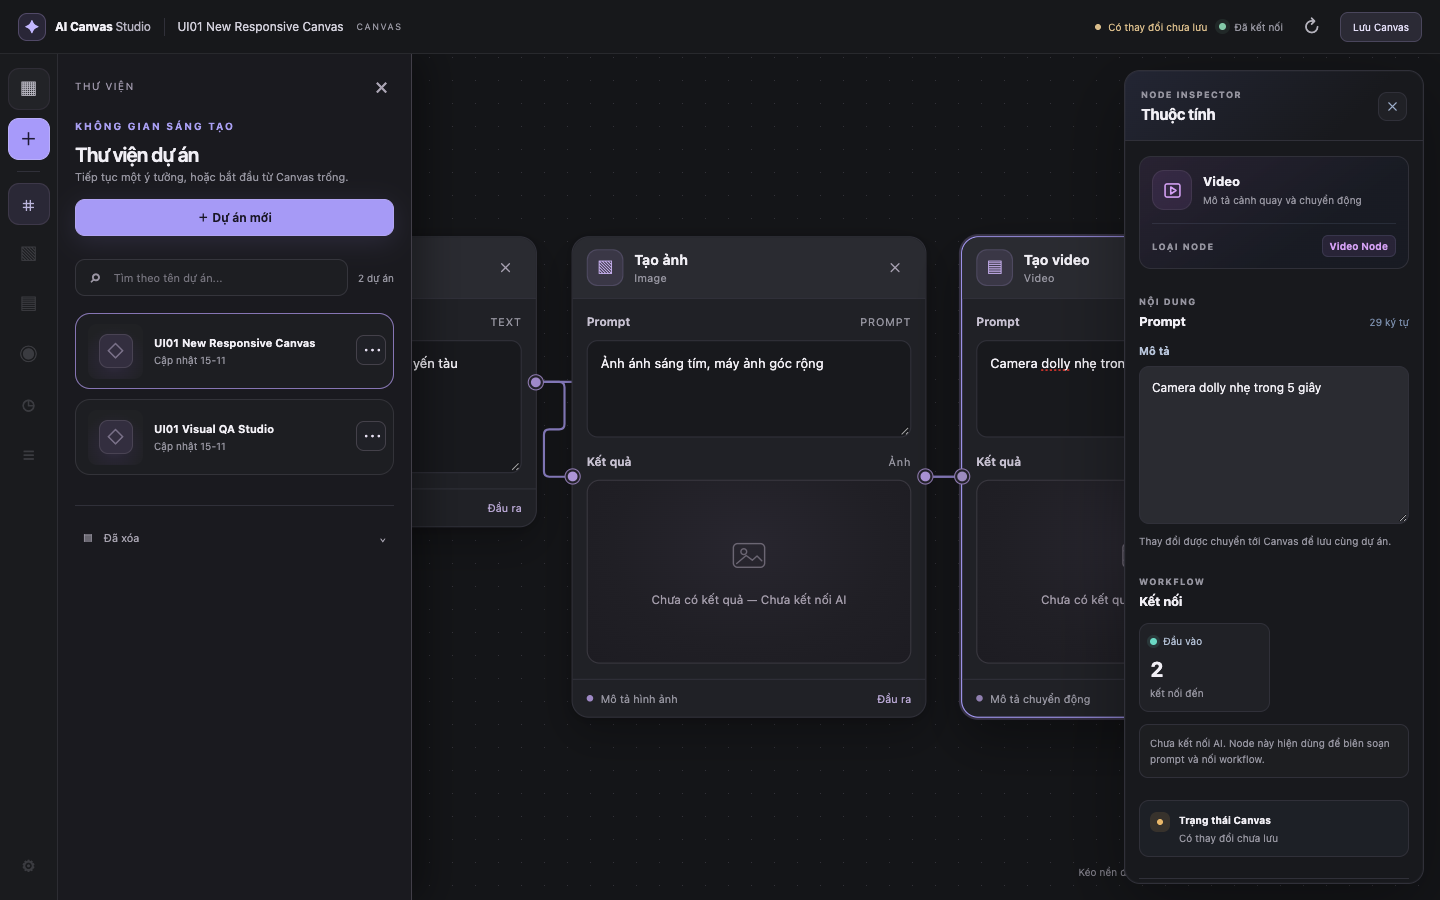 AI Canvas Studio
UI01 New Responsive Canvas
CANVAS
Có thay đổi chưa lưu
Đã kết nối
Lưu Canvas
THƯ VIỆN
KHÔNG GIAN SÁNG TẠO
Thư viện dự án
Tiếp tục một ý tưởng, hoặc bắt đầu từ Canvas trống.
+ Dự án mới
Tìm theo tên dự án...
2 dự án
UI01 New Responsive Canvas
Cập nhật 15-11
UI01 Visual QA Studio
Cập nhật 15-11
Đã xóa
TEXT
yến tàu
Đầu ra
Tạo ảnh
Image
Prompt
PROMPT
Ảnh ánh sáng tím, máy ảnh góc rộng
Kết quả
Ảnh
Chưa có kết quả — Chưa kết nối AI
Mô tả hình ảnh
Đầu ra
Tạo video
Video
Prompt
Camera dolly nhẹ tron
Kết quả
Chưa có kết qu
Mô tả chuyển động
Kéo nền
NODE INSPECTOR
Thuộc tính
Video
Mô tả cảnh quay và chuyển động
LOẠI NODE
Video Node
NỘI DUNG
Prompt
29 ký tự
Mô tả
Camera dolly nhẹ trong 5 giây
Thay đổi được chuyển tới Canvas để lưu cùng dự án.
WORKFLOW
Kết nối
Đầu vào
2
kết nối đến
Chưa kết nối AI. Node này hiện dùng để biên soạn
prompt và nối workflow.
Trạng thái Canvas
Có thay đổi chưa lưu